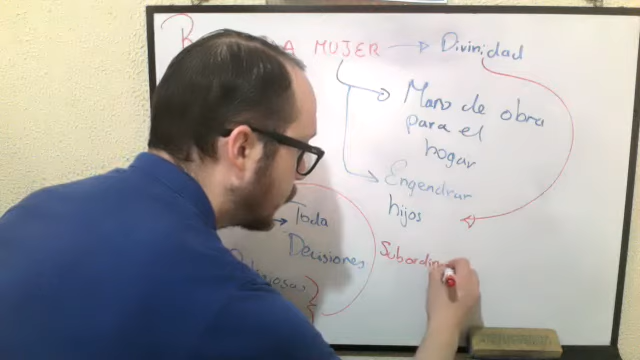 MUJER → Divinidad
Mano de obra
para el
hogar
Engendrar
hijos
Toda
Decisiones
Subordin